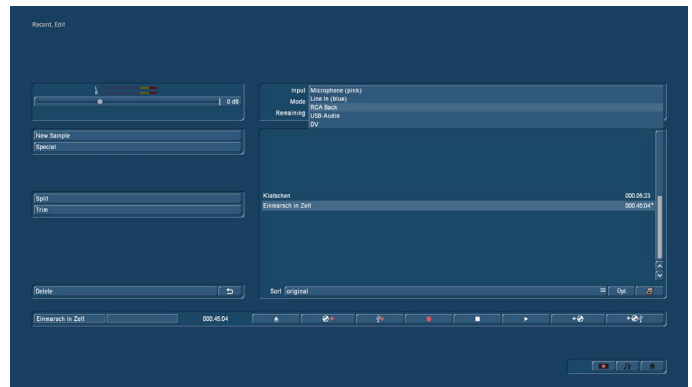 Record, Edit
L
R
0 dB
Input Microphone (pink)
Mode Line In (blue)
RCA Back
Remaining USB-Audio
DV
New Sample
Special
Klatschen 000.05:23
Einmarsch in Zelt 000.45:04*
Split
Trim
Delete
Sort original
Opt
Einmarsch in Zelt 000.45:04